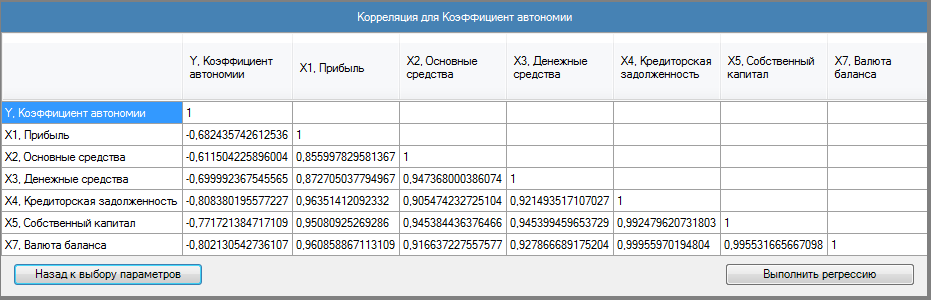 Корреляция для Коэффициент автономии
Y, Коэффициент автономии X1, Прибыль X2, Основные средства X3, Денежные средства X4, Кредиторская задолженность X5, Собственный капитал X7, Валюта баланса
Y, Коэффициент автономии 1
X1, Прибыль -0,682435742612536 1
X2, Основные средства -0,611504225896004 0,855997829581367 1
X3, Денежные средства -0,699992367545565 0,872705037794967 0,947368000386074 1
X4, Кредиторская задолженность -0,808380195577227 0,96351412092332 0,905474232725104 0,921493517107027 1
X5, Собственный капитал -0,771721384717109 0,95080925269286 0,945384436376466 0,945399459653729 0,992479620731803 1
X7, Валюта баланса -0,802130542736107 0,960858867113109 0,916637227557577 0,927866689175204 0,99955970194804 0,995531665667098 1
Назад к выбору параметров Выполнить регрессию